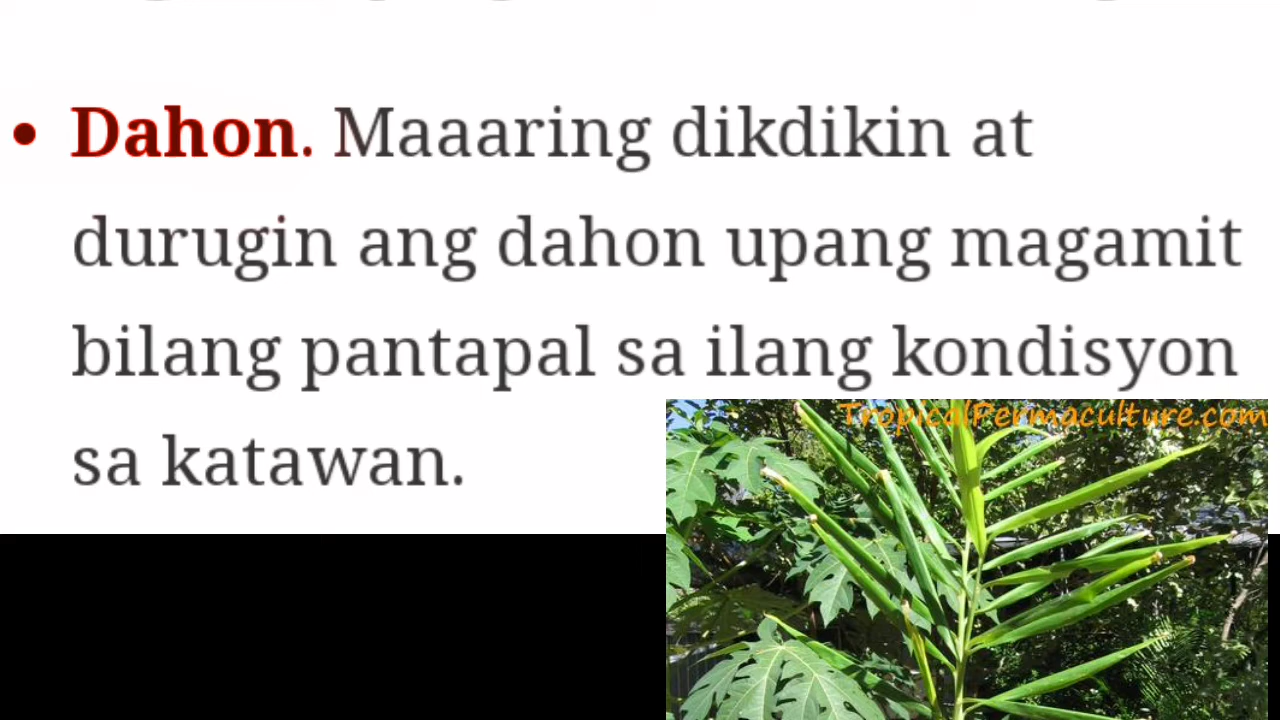 • Dahon. Maaaring dikdikin at
durugin ang dahon upang magamit
bilang pantapal sa ilang kondisyon
sa katawan.
TropicalPermaculture.com